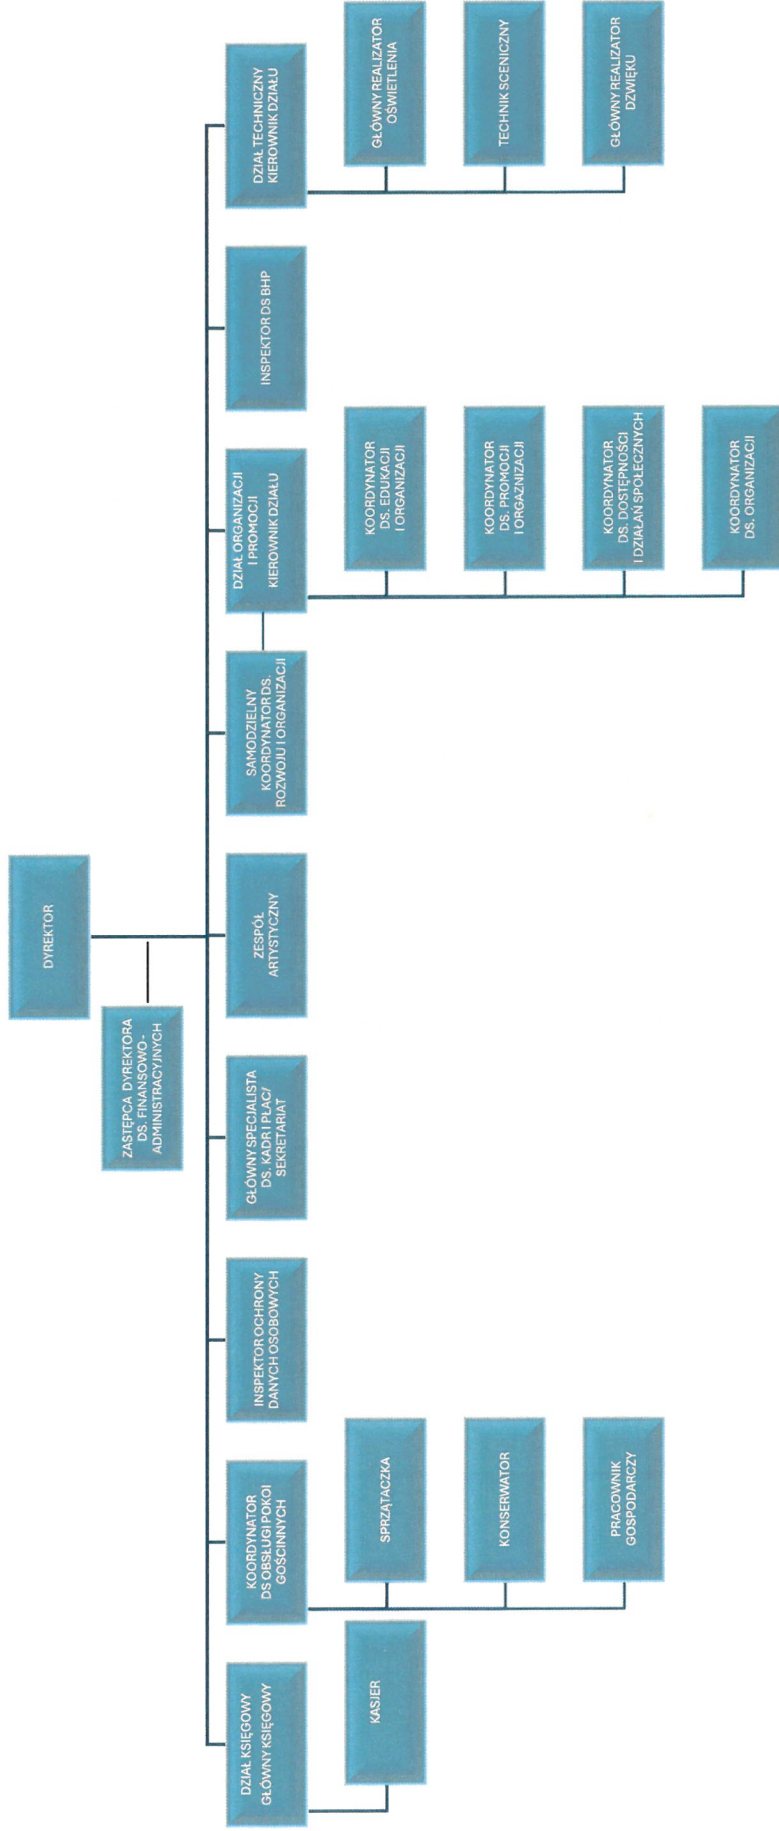 DYREKTOR
ZASTĘPCA DYREKTORA
DS. FINANSOWO -
ADMINISTRACYJNYCH
DZIAŁ KSIĘGOWY
GŁÓWNY KSIĘGOWY
KASJER
KOORDYNATOR
DS OBSŁUGI POKOI
GOŚCINNYCH
SPRZĄTACZKA
KONSERWATOR
PRACOWNIK
GOSPODARCZY
INSPEKTOR OCHRONY
DANYCH OSOBOWYCH
GŁÓWNY SPECJALISTA
DS. KADR I PŁAC/
SEKRETARIAT
ZESPÓŁ
ARTYSTYCZNY
SAMODZIELNY
KOORDYNATOR DS.
ROZWOJU I ORGANIZACJI
DZIAŁ ORGANIZACJI
I PROMOCJI
KIEROWNIK DZIAŁU
KOORDYNATOR
DS. EDUKACJI
I ORGANIZACJI
KOORDYNATOR
DS. PROMOCJI
I ORGAZNIZACJI
KOORDYNATOR
DS. DOSTĘPNOŚCI
I DZIAŁAŃ SPOŁECZNYCH
KOORDYNATOR
DS. ORGANIZACJI
INSPEKTOR DS BHP
DZIAŁ TECHNICZNY
KIEROWNIK DZIAŁU
GŁÓWNY REALIZATOR
OŚWIETLENIA
TECHNIK SCENICZNY
GŁÓWNY REALIZATOR
DZWIĘKU